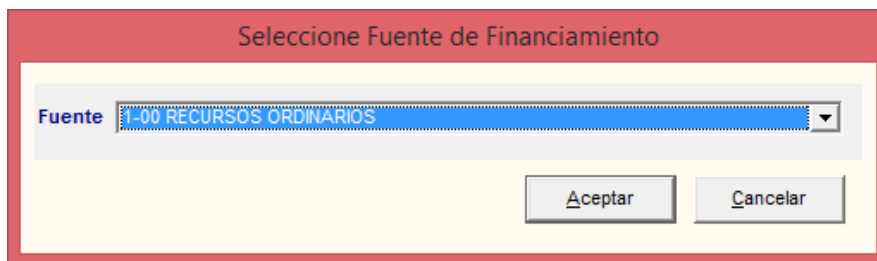 Seleccione Fuente de Financiamiento
Fuente 1-00 RECURSOS ORDINARIOS
Aceptar Cancelar